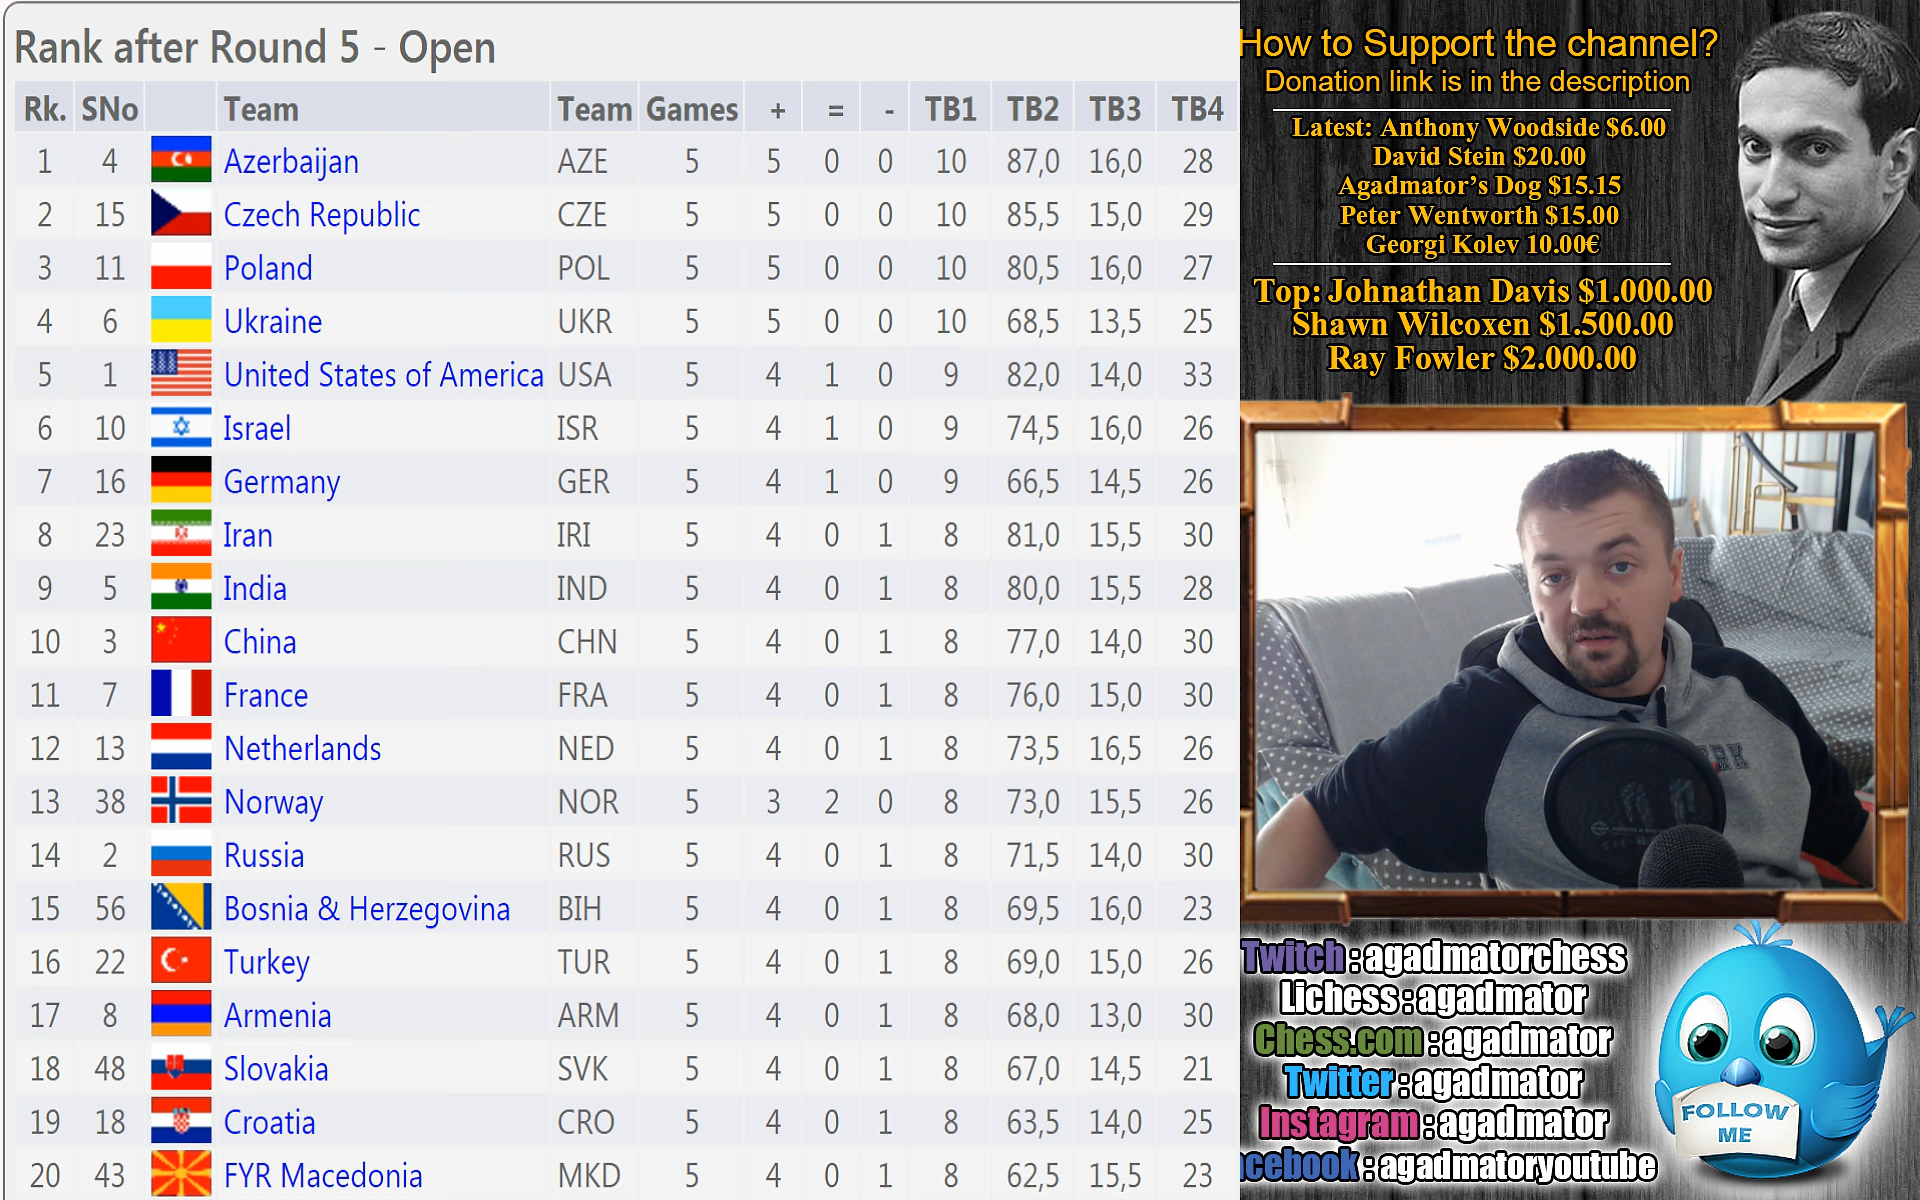 Rank after Round 5 - Open
Rk. SNo Team Team Games + = - TB1 TB2 TB3 TB4
1 4 Azerbaijan AZE 5 5 0 0 10 87,0 16,0 28
2 15 Czech Republic CZE 5 5 0 0 10 85,5 15,0 29
3 11 Poland POL 5 5 0 0 10 80,5 16,0 27
4 6 Ukraine UKR 5 5 0 0 10 68,5 13,5 25
5 1 United States of America USA 5 4 1 0 9 82,0 14,0 33
6 10 Israel ISR 5 4 1 0 9 74,5 16,0 26
7 16 Germany GER 5 4 1 0 9 66,5 14,5 26
8 23 Iran IRI 5 4 0 1 8 81,0 15,5 30
9 5 India IND 5 4 0 1 8 80,0 15,5 28
10 3 China CHN 5 4 0 1 8 77,0 14,0 30
11 7 France FRA 5 4 0 1 8 76,0 15,0 30
12 13 Netherlands NED 5 4 0 1 8 73,5 16,5 26
13 38 Norway NOR 5 3 2 0 8 73,0 15,5 26
14 2 Russia RUS 5 4 0 1 8 71,5 14,0 30
15 56 Bosnia & Herzegovina BIH 5 4 0 1 8 69,5 16,0 23
16 22 Turkey TUR 5 4 0 1 8 69,0 15,0 26
17 8 Armenia ARM 5 4 0 1 8 68,0 13,0 30
18 48 Slovakia SVK 5 4 0 1 8 67,0 14,5 21
19 18 Croatia CRO 5 4 0 1 8 63,5 14,0 25
20 43 FYR Macedonia MKD 5 4 0 1 8 62,5 15,5 23
How to Support the channel?
Donation link is in the description
Latest: Anthony Woodside $6.00
David Stein $20.00
Agadmator's Dog $15.15
Peter Wentworth $15.00
Georgi Kolev 10.00€
Top: Johnathan Davis $1.000.00
Shawn Wilcoxen $1.500.00
Ray Fowler $2.000.00
Twitch : agadmatorchess
Lichess : agadmator
Chess.com : agadmator
Twitter : agadmator
Instagram : agadmator
acebook : agadmatoryoutube
FOLLOW
ME